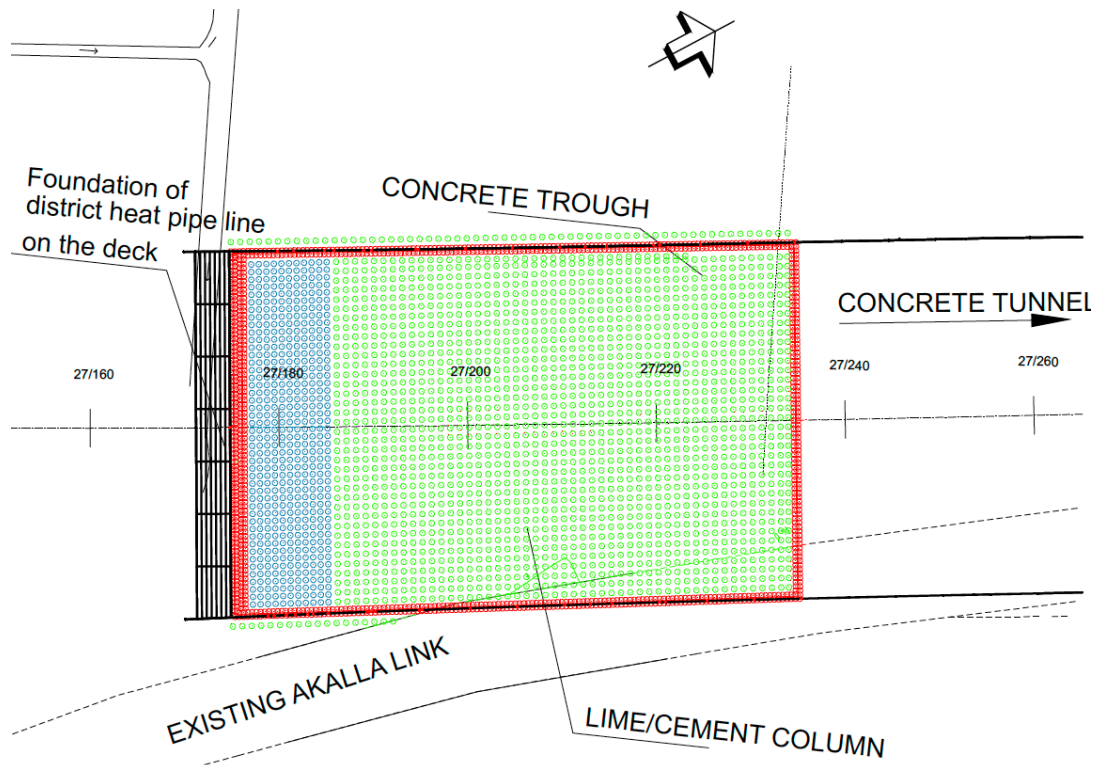 Foundation of
district heat pipe line
on the deck
CONCRETE TROUGH
CONCRETE TUNNEL
27/160
27/180
27/200
27/220
27/240
27/260
EXISTING AKALLA LINK
LIME/CEMENT COLUMN